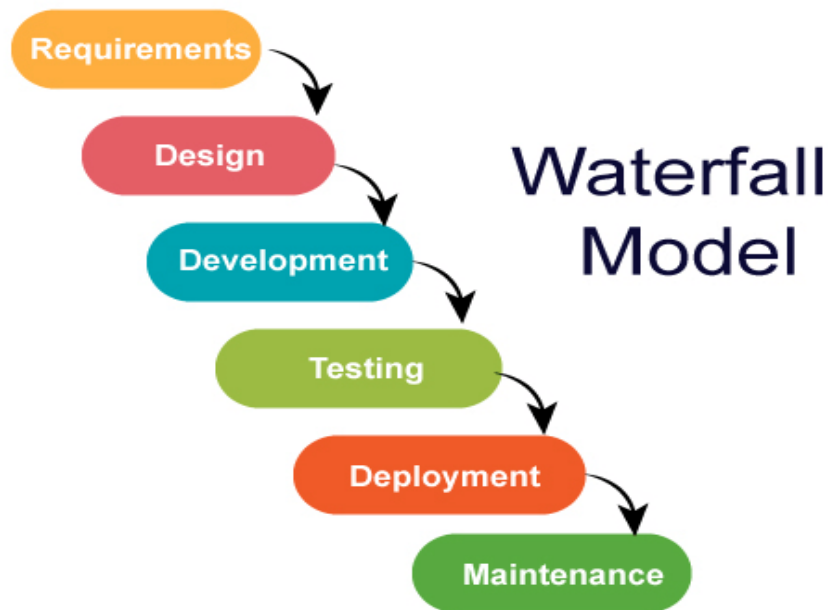 Requirements
Design
Waterfall
Model
Development
Testing
Deployment
Maintenance